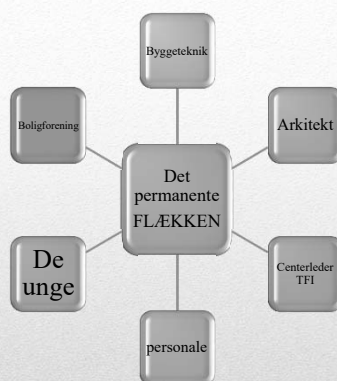 Byggeteknik
Boligforening
Arkitekt
Det
permanente
FLÆKKEN
De
unge
Centerleder
TFI
personale